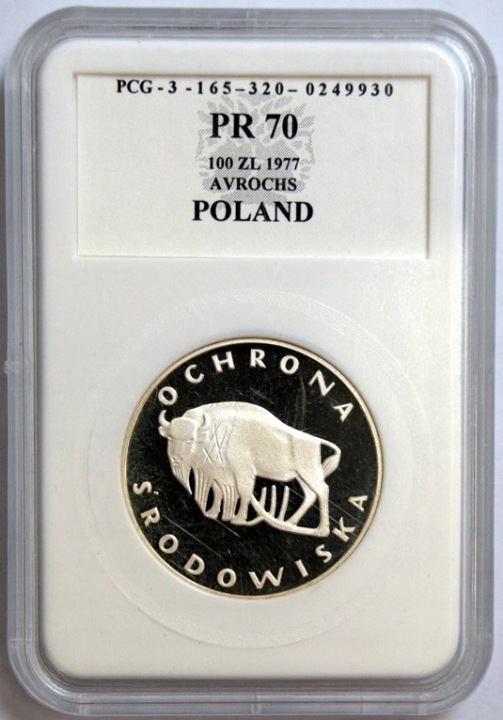 PCG - 3 - 165 - 320 - 0249930
PR 70
100 ZL 1977
AVROCHS
POLAND
OCHRONA
ŚRODOWISKA